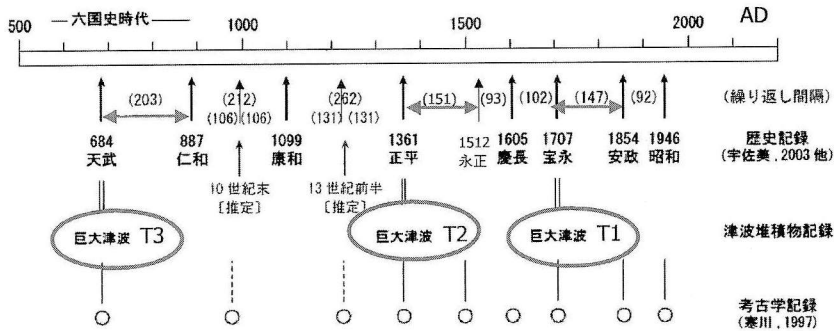 ―六国史時代― AD
500 1000 1500 2000
(203) (212) (262) (151) (93) (102) (147) (92) (繰り返し間隔)
(106) (106) (131) (131)
684 887 1099 1361 1512 1605 1707 1854 1946 歴史記録
天武 仁和 康和 正平 永正 慶長 宝永 安政 昭和 (宇佐美, 2003 他)
10世紀末 13世紀前半
[推定] [推定]
巨大津波 T3 巨大津波 T2 巨大津波 T1 津波堆積物記録
考古学記録
(寒川, 1997)